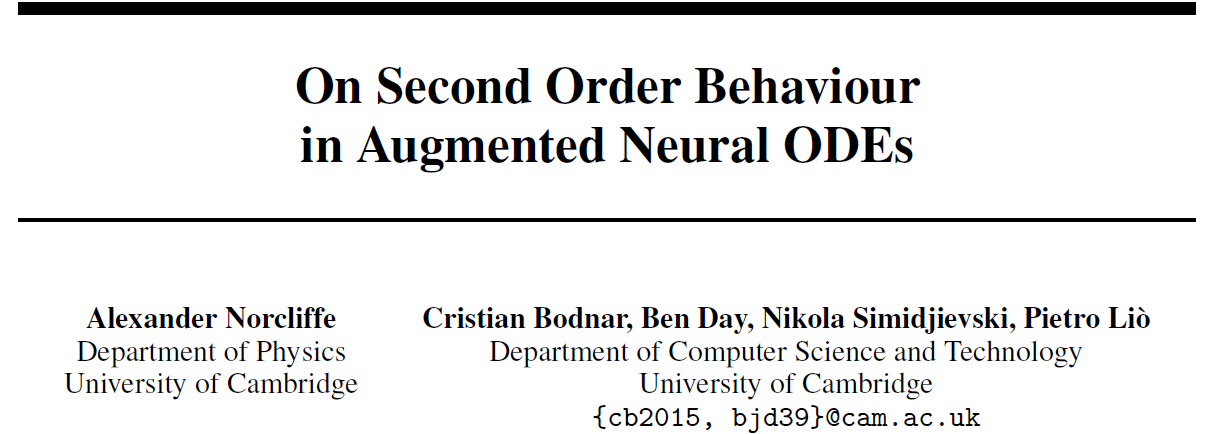 On Second Order Behaviour
in Augmented Neural ODEs
Alexander Norcliffe
Department of Physics
University of Cambridge
Cristian Bodnar, Ben Day, Nikola Simidjievski, Pietro Liò
Department of Computer Science and Technology
University of Cambridge
{cb2015, bjd39}@cam.ac.uk